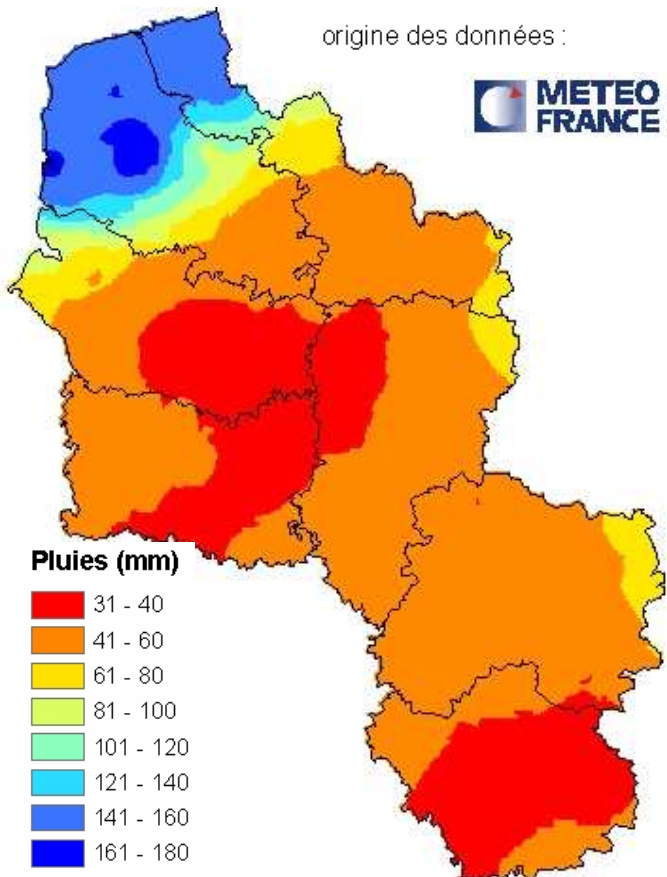 origine des données :
METEO
FRANCE
Pluies (mm)
31 - 40
41 - 60
61 - 80
81 - 100
101 - 120
121 - 140
141 - 160
161 - 180